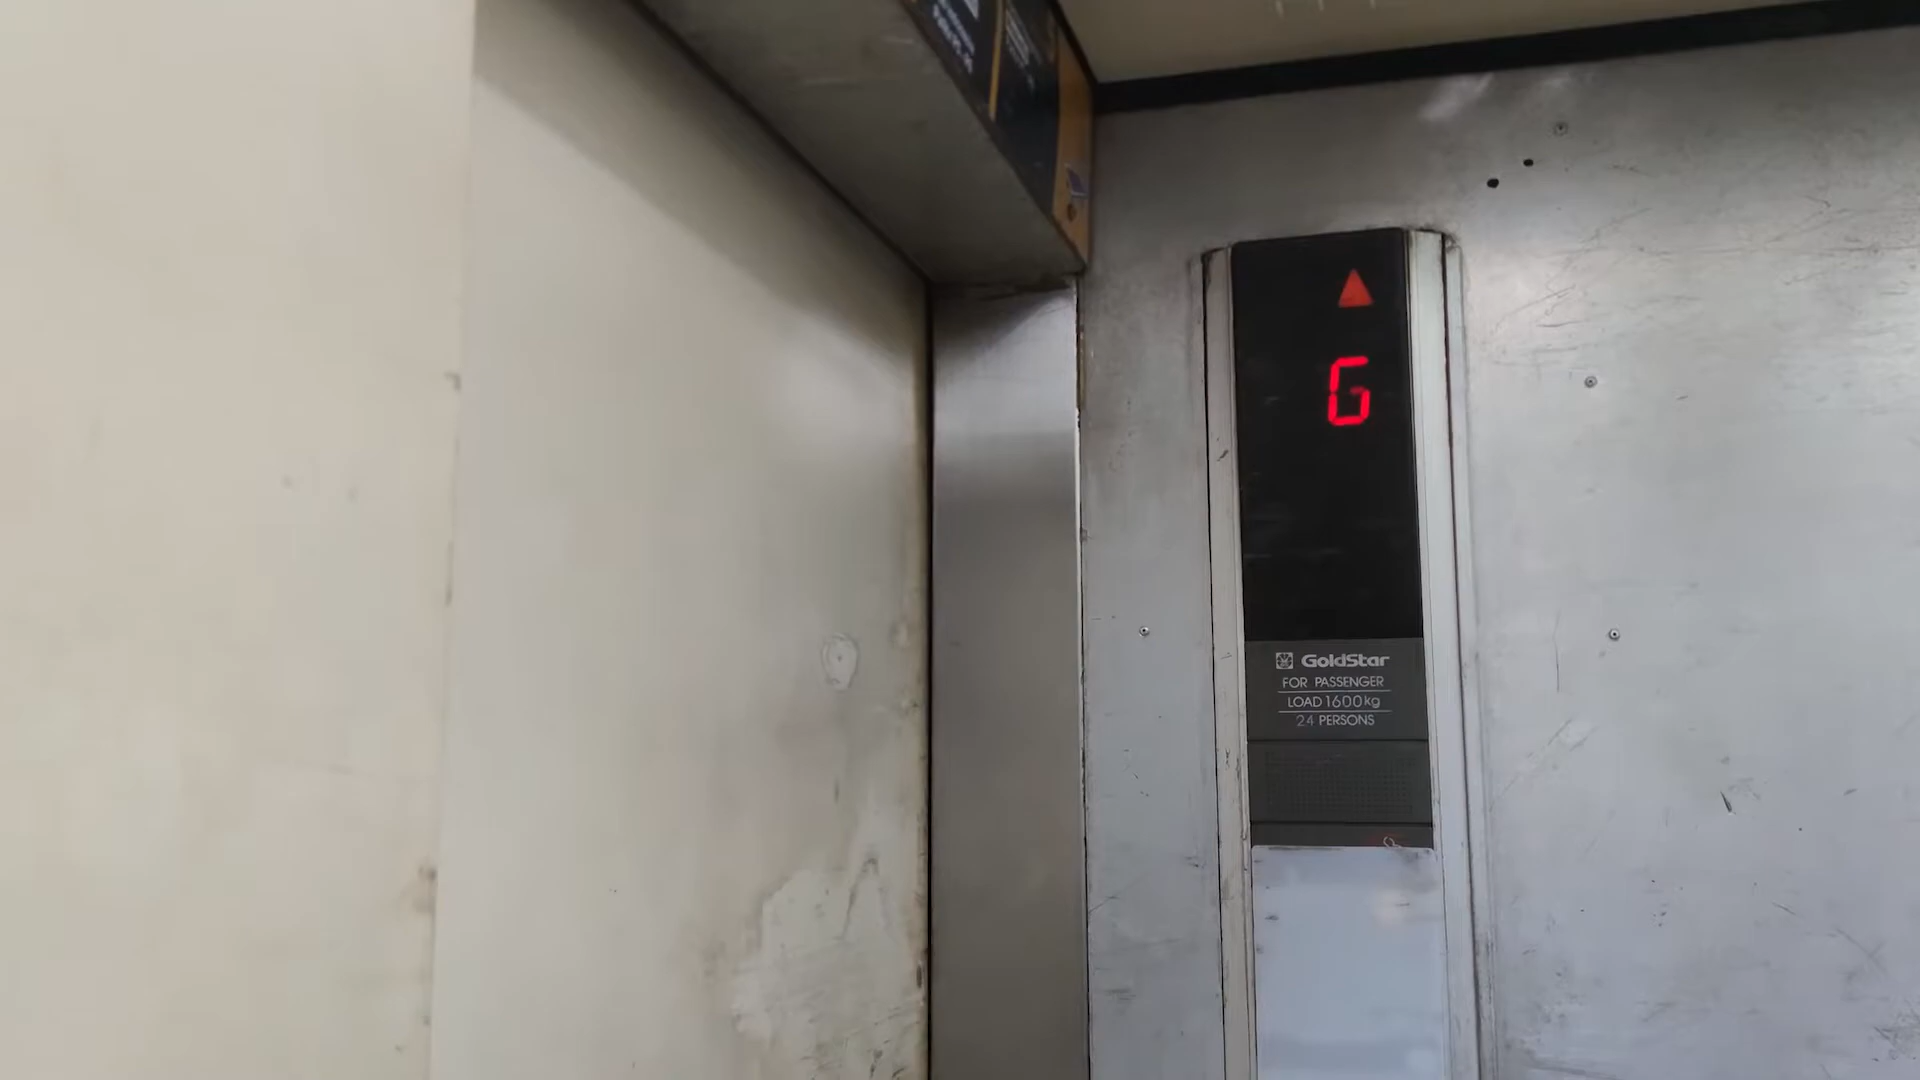 G
GoldStar
FOR PASSENGER
LOAD 1600kg
24 PERSONS